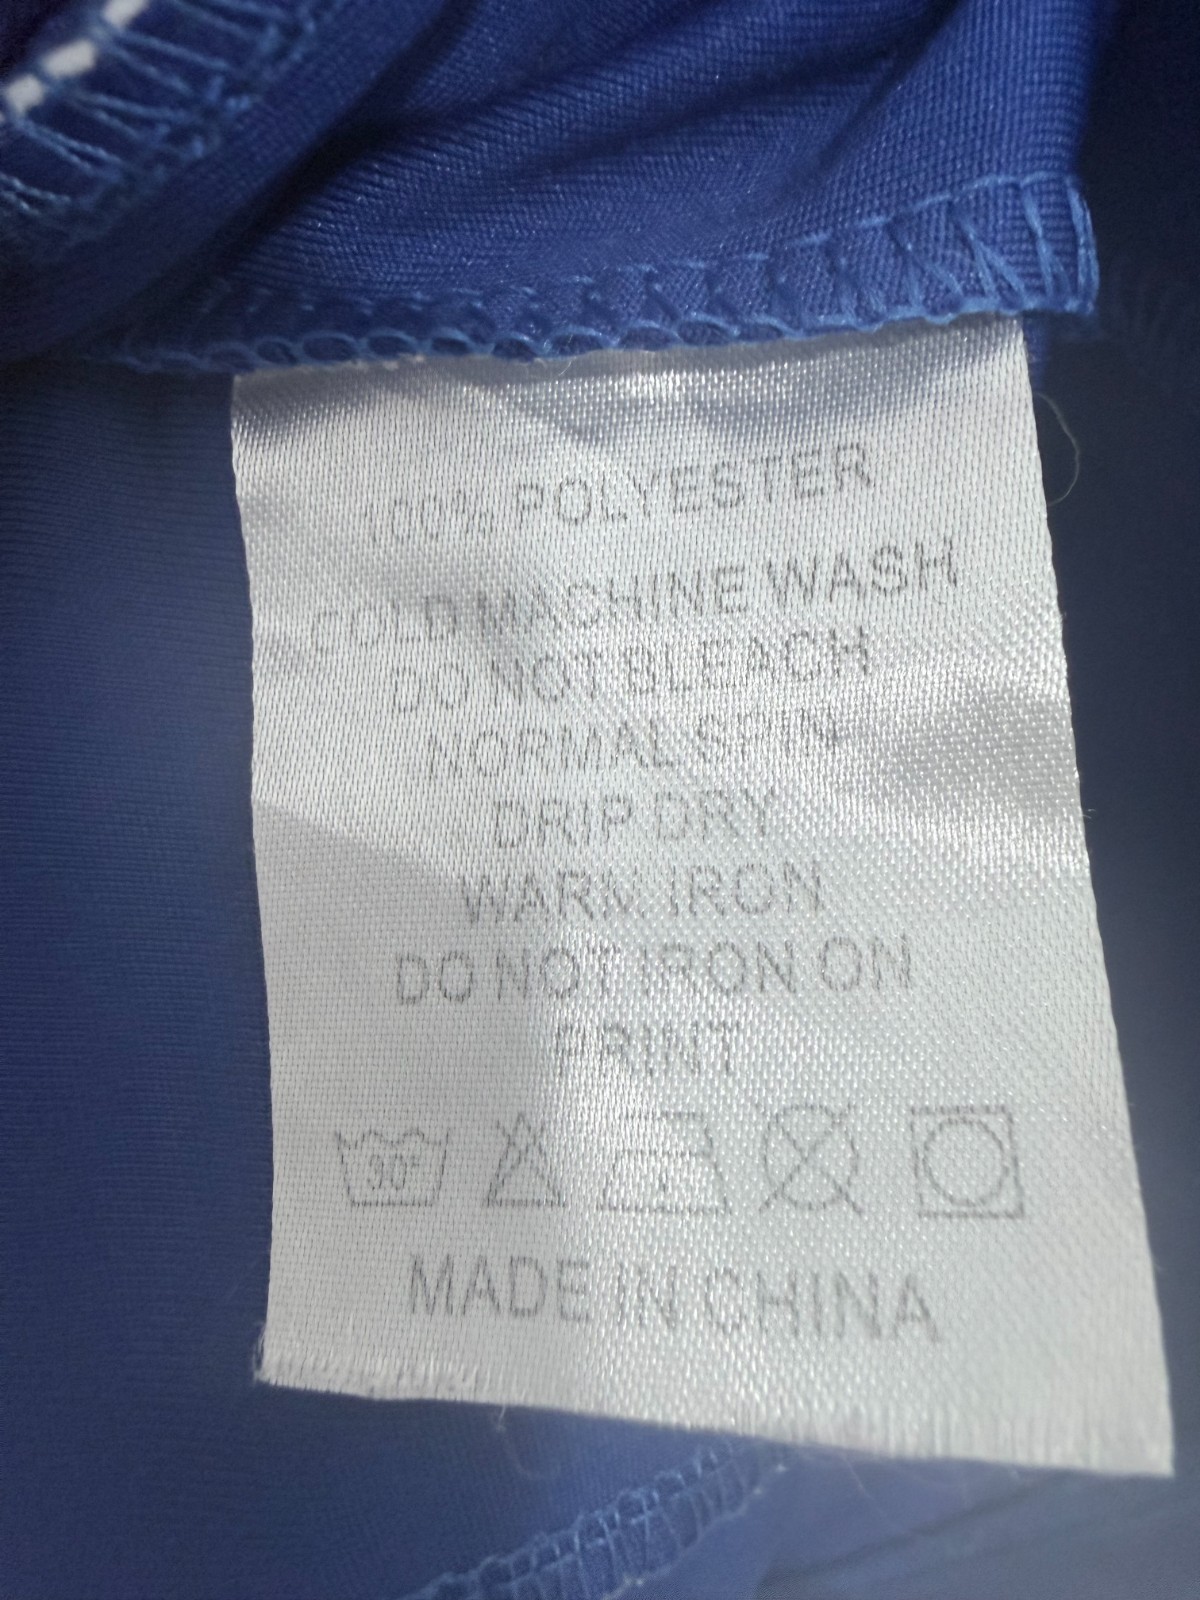 100% POLYESTER
COLD MACHINE WASH
DO NOT BLEACH
NORMAL SPIN
DRIP DRY
WARM IRON
DO NOT IRON ON
PRINT
30°
MADE IN CHINA